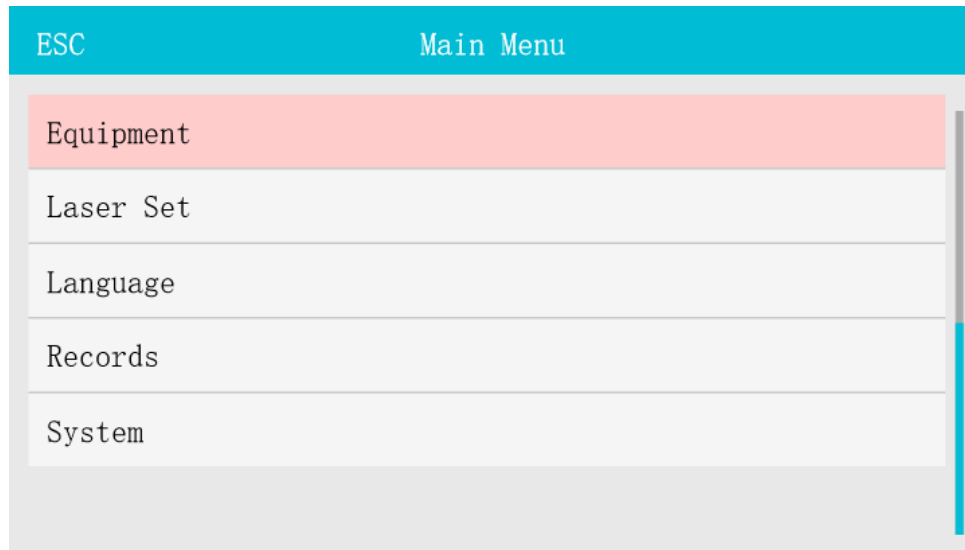 ESC Main Menu
Equipment
Laser Set
Language
Records
System